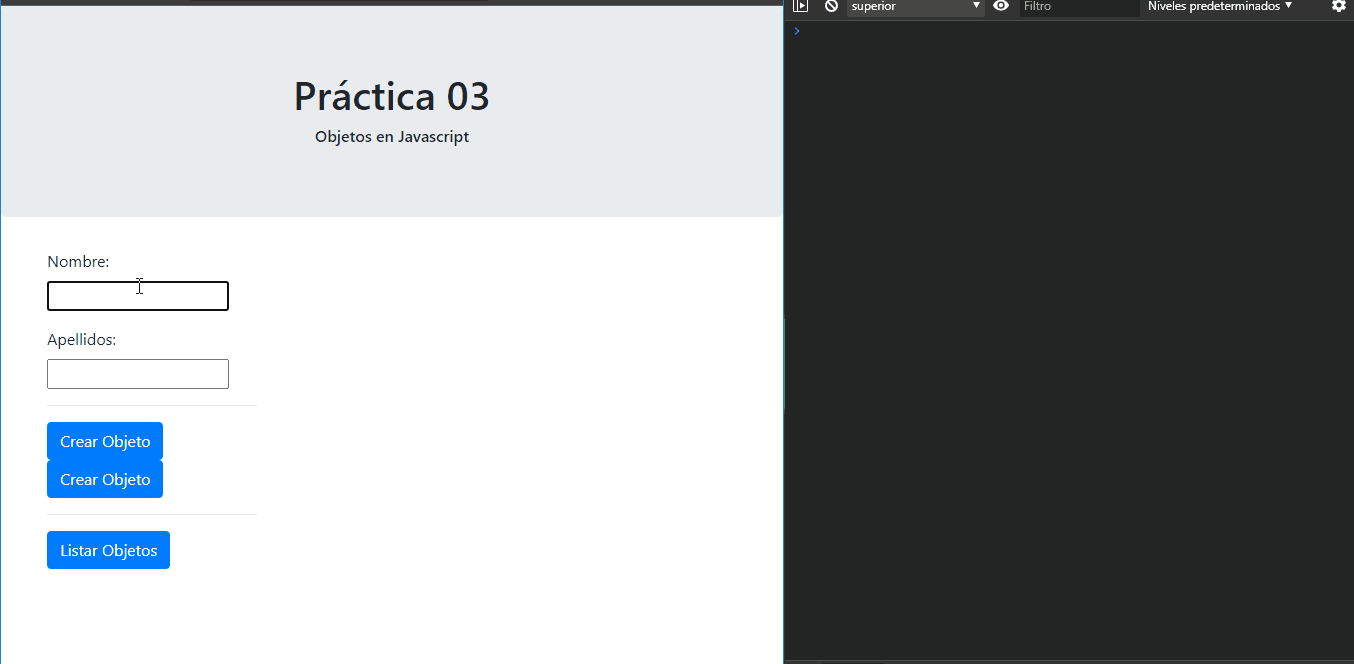 Práctica 03
Objetos en Javascript
Nombre:
Apellidos:
Crear Objeto
Crear Objeto
Listar Objetos
superior
Filtro
Niveles predeterminados